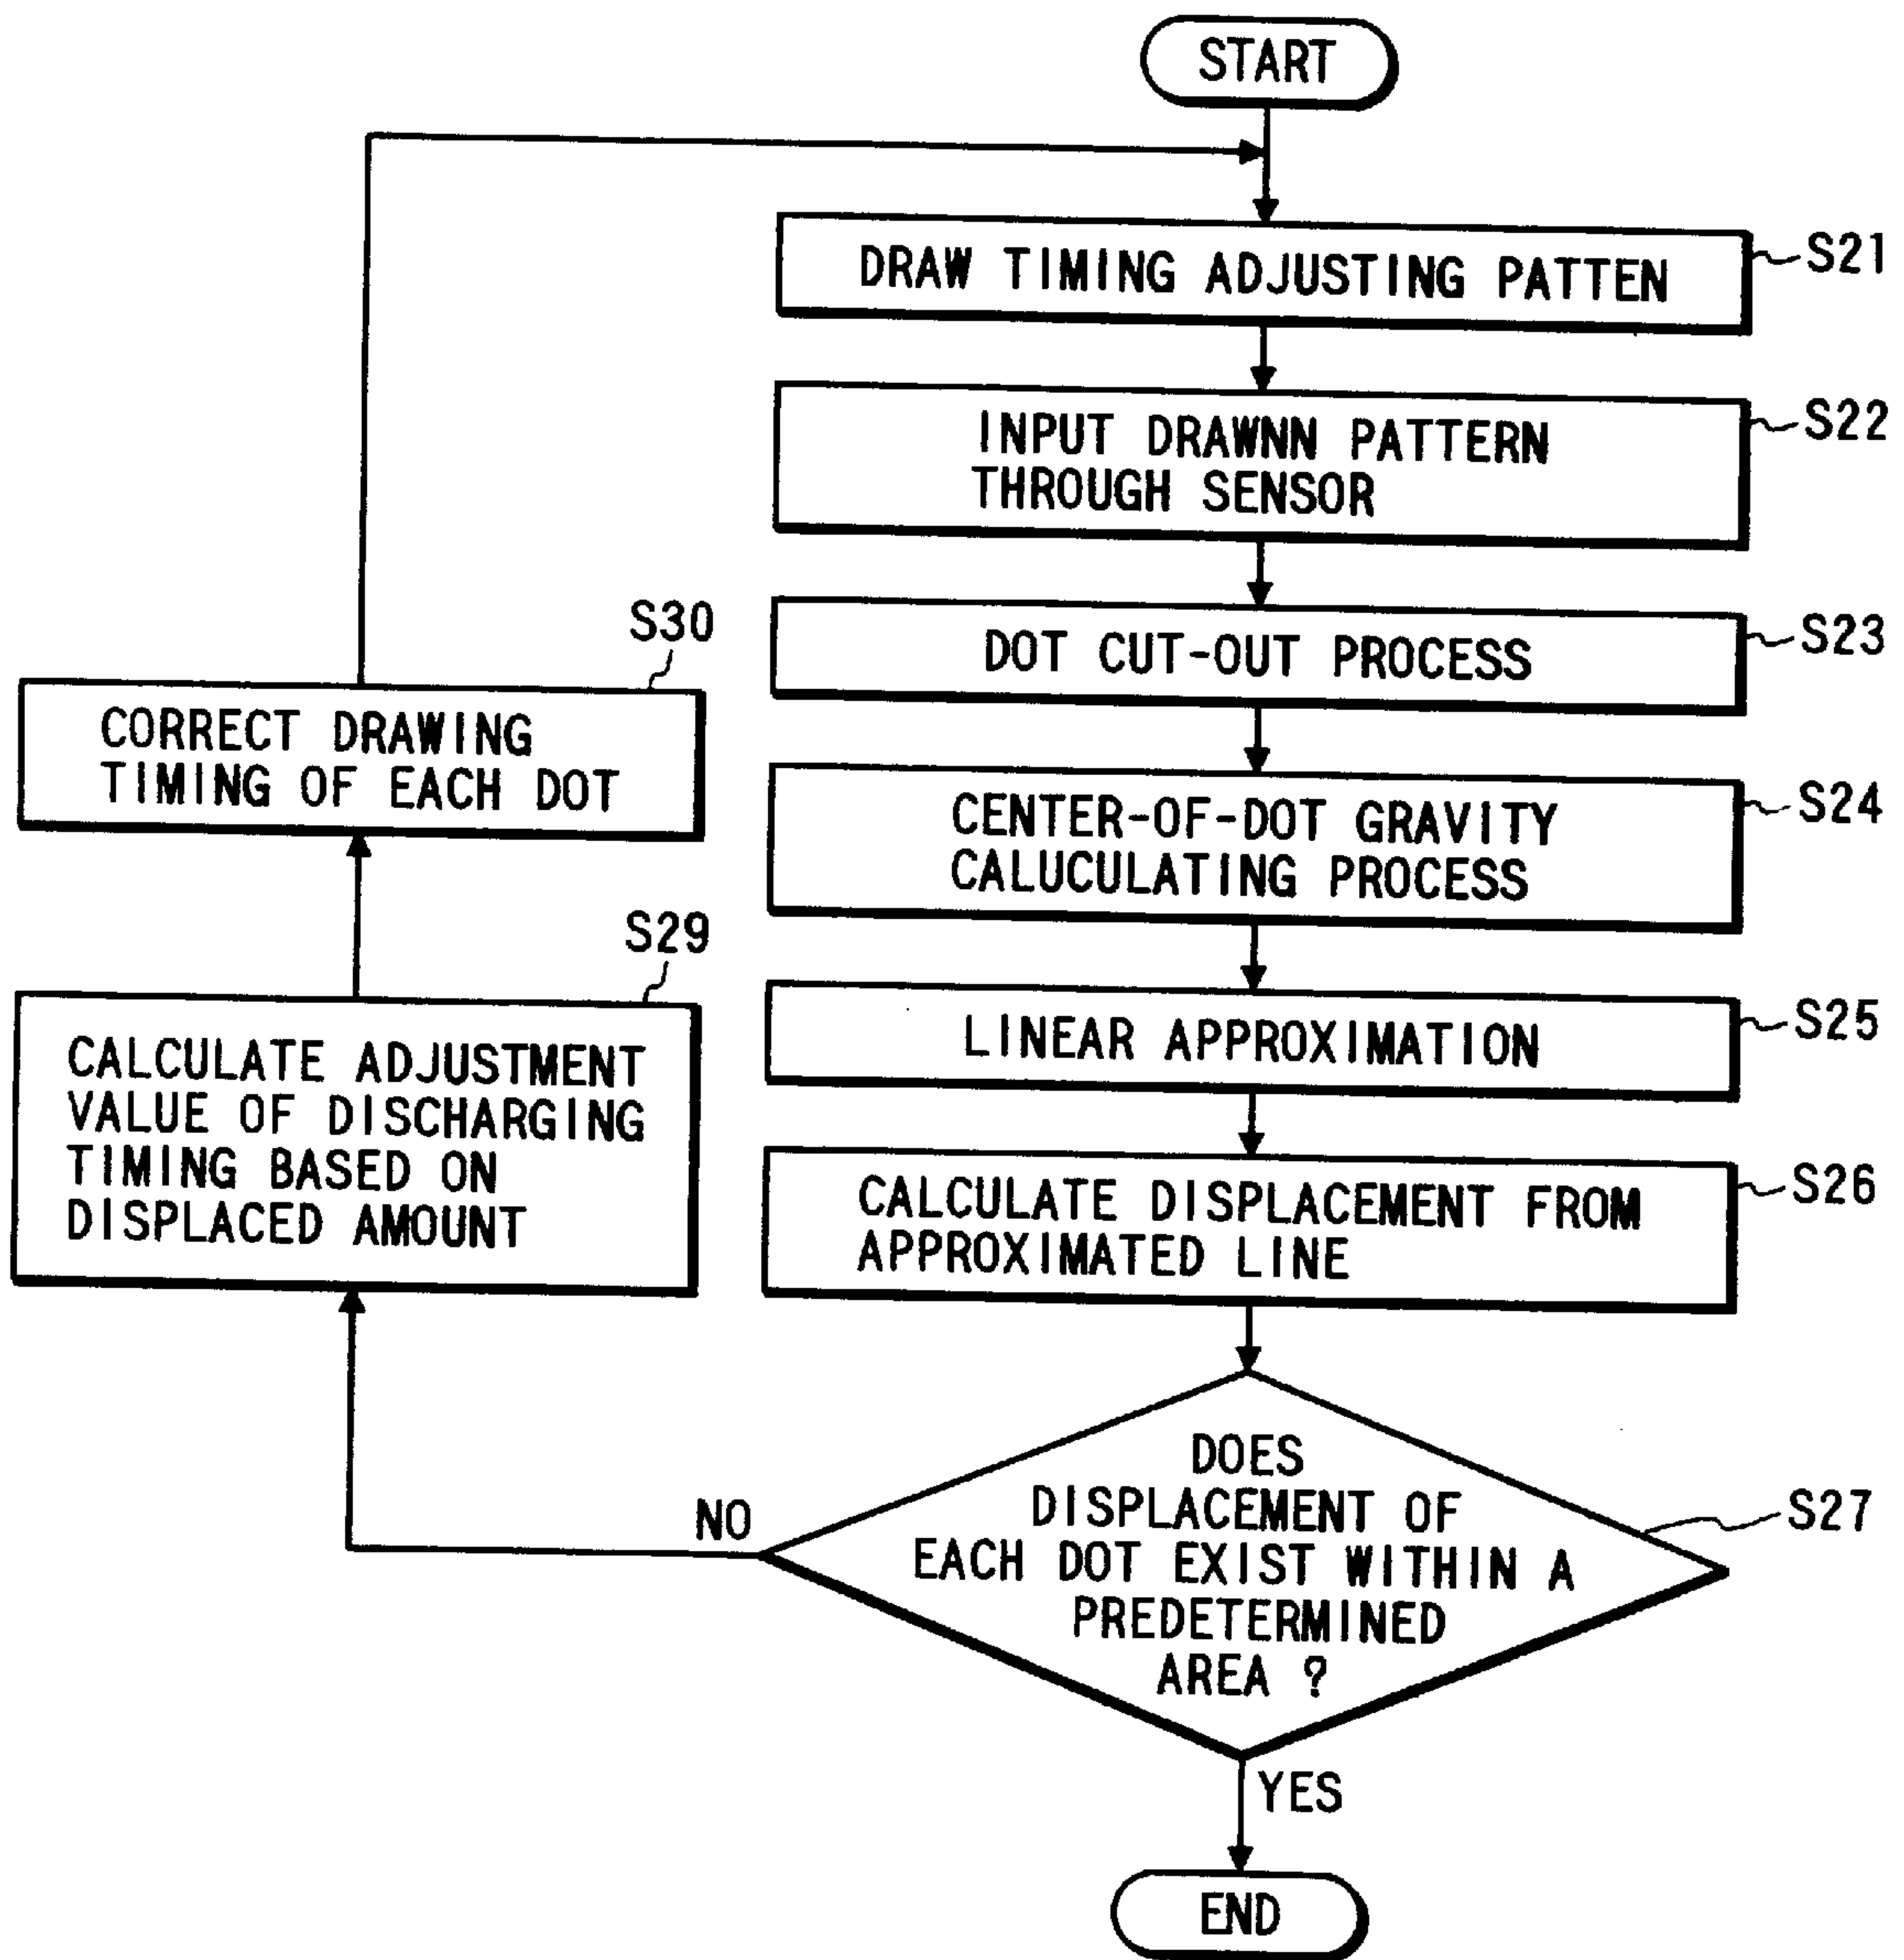 START
DRAW TIMING ADJUSTING PATTEN
S21
INPUT DRAWNN PATTERN
THROUGH SENSOR
S22
DOT CUT-OUT PROCESS
S23
CENTER-OF-DOT GRAVITY
CALUCULATING PROCESS
S24
LINEAR APPROXIMATION
S25
CALCULATE DISPLACEMENT FROM
APPROXIMATED LINE
S26
DOES
DISPLACEMENT OF
EACH DOT EXIST WITHIN A
PREDETERMINED
AREA ?
S27
NO
YES
END
S29
CALCULATE ADJUSTMENT
VALUE OF DISCHARGING
TIMING BASED ON
DISPLACED AMOUNT
S30
CORRECT DRAWING
TIMING OF EACH DOT